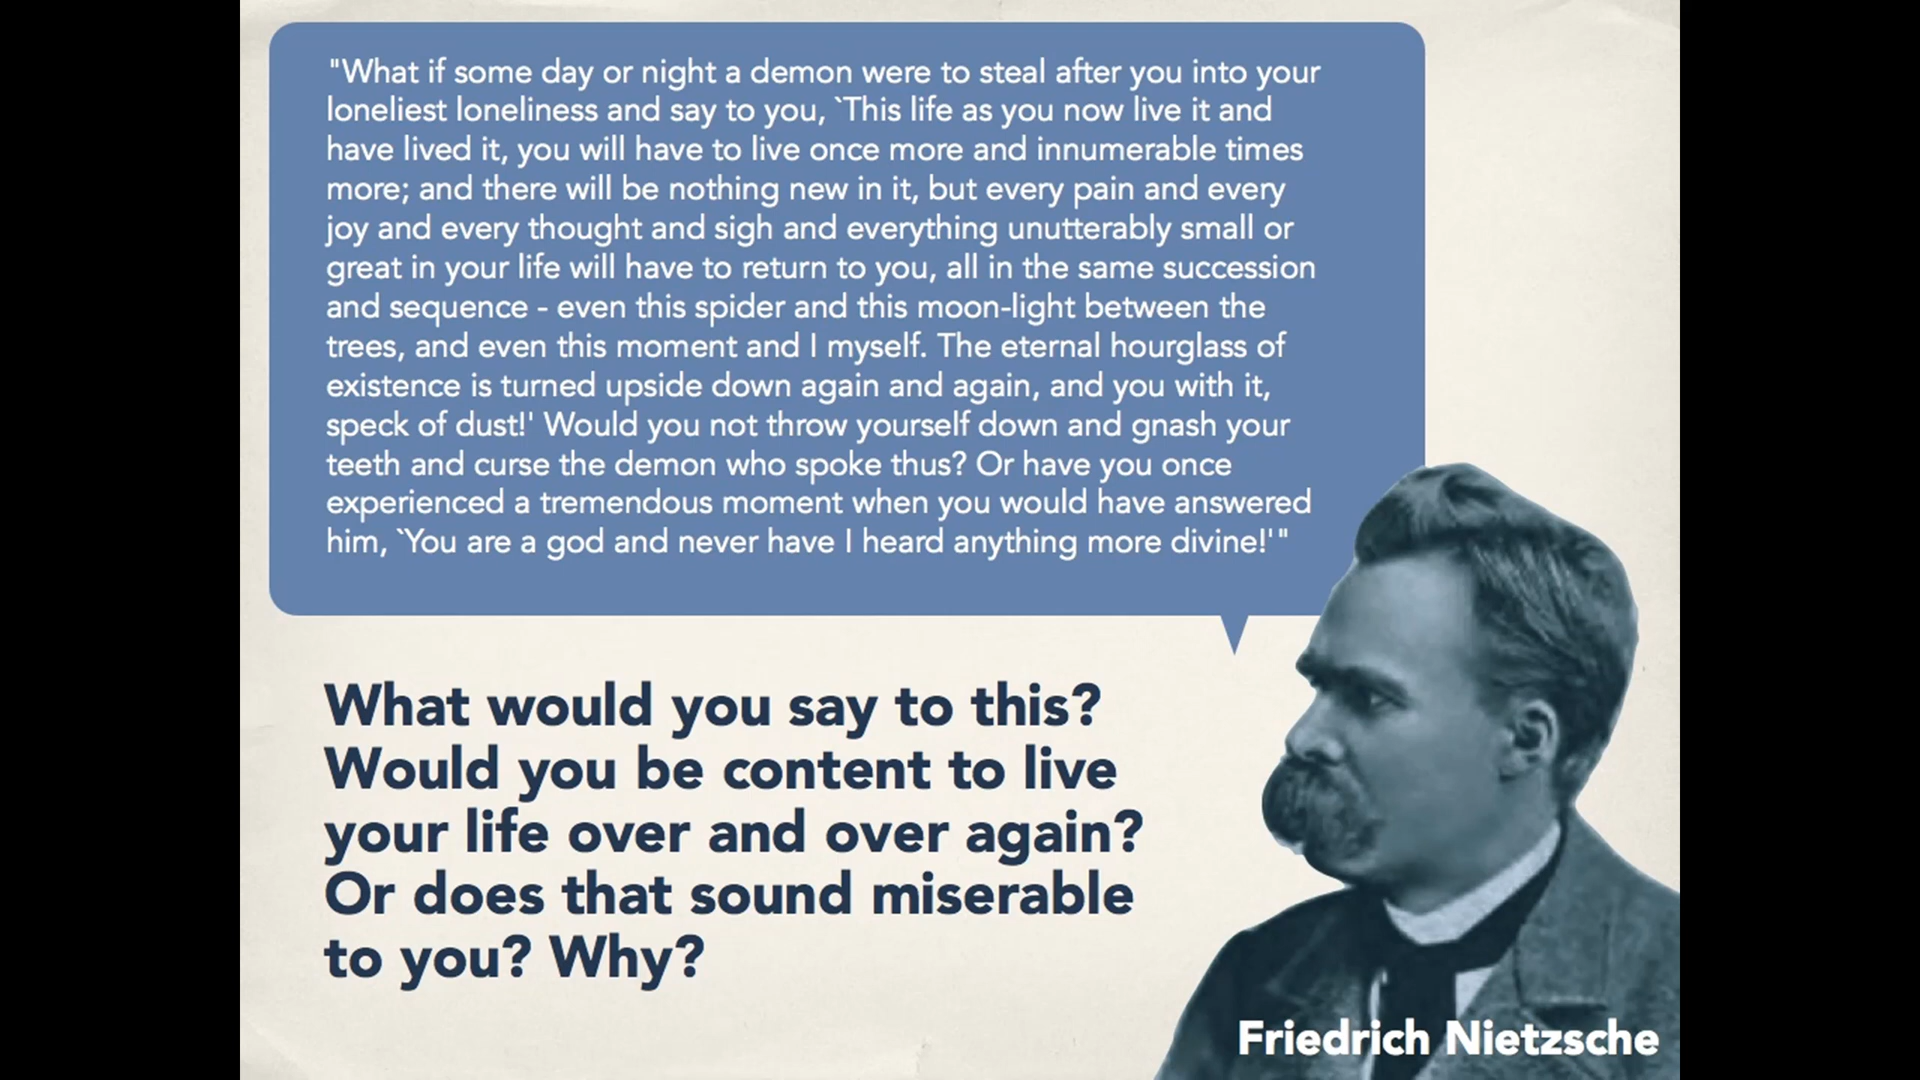 "What if some day or night a demon were to steal after you into your
loneliest loneliness and say to you, `This life as you now live it and
have lived it, you will have to live once more and innumerable times
more; and there will be nothing new in it, but every pain and every
joy and every thought and sigh and everything unutterably small or
great in your life will have to return to you, all in the same succession
and sequence - even this spider and this moon-light between the
trees, and even this moment and I myself. The eternal hourglass of
existence is turned upside down again and again, and you with it,
speck of dust!' Would you not throw yourself down and gnash your
teeth and curse the demon who spoke thus? Or have you once
experienced a tremendous moment when you would have answered
him, `You are a god and never have I heard anything more divine!'"
What would you say to this?
Would you be content to live
your life over and over again?
Or does that sound miserable
to you? Why?
Friedrich Nietzsche